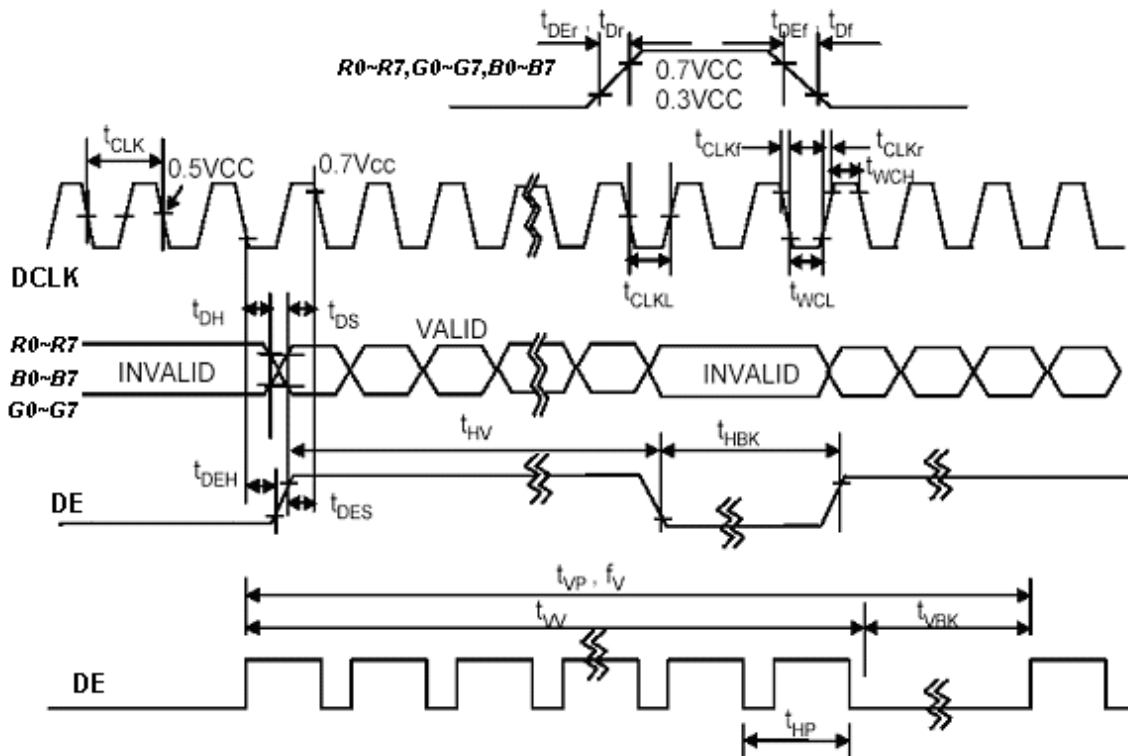 tDEr , tDr
tDEf , tDf
R0~R7,G0~G7,B0~B7
0.7VCC
0.3VCC
tCLK
0.5VCC
0.7Vcc
tCLKf
tCLKr
tWCH
DCLK
tCLKL
tWCL
tDH
tDS
VALID
R0~R7
INVALID
INVALID
B0~B7
G0~G7
tHV
tHBK
tDEH
DE
tDES
tVP , fV
tVV
tVBK
DE
tHP